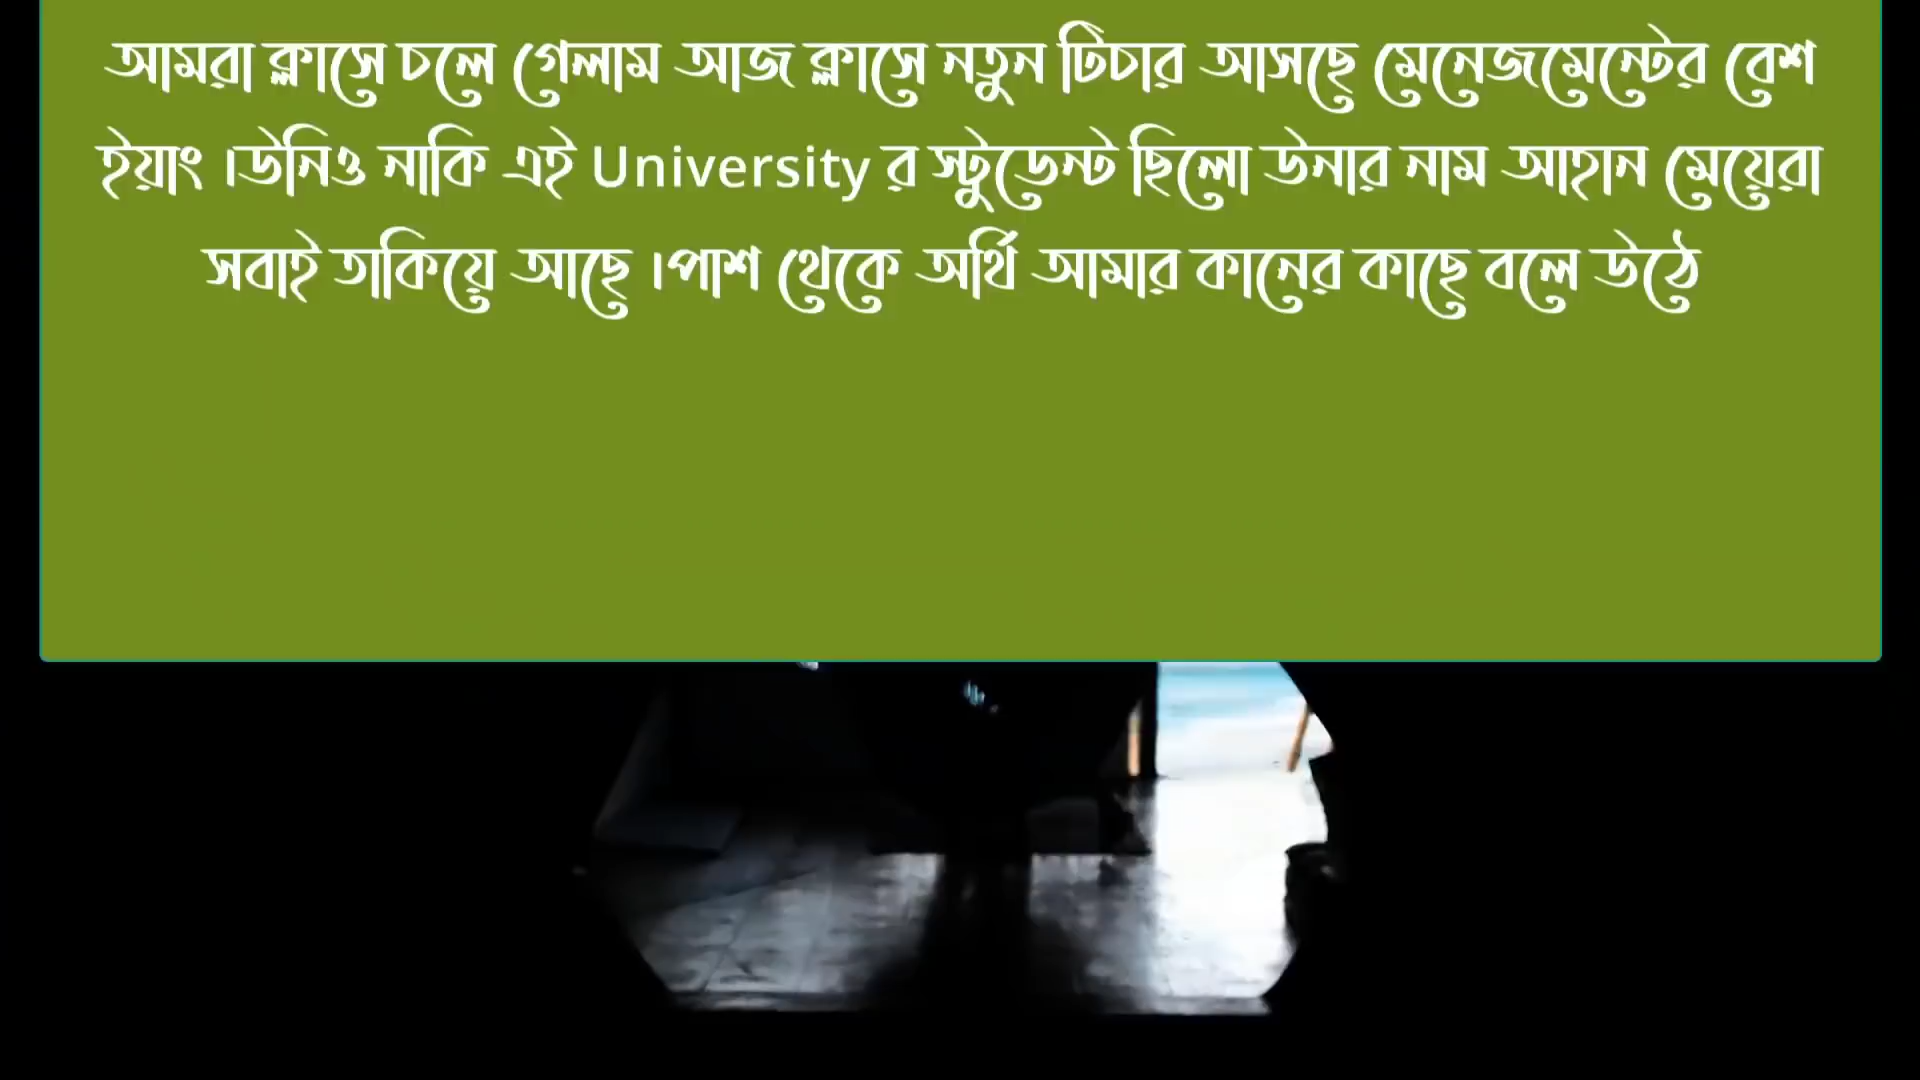 আমরা ক্লাসে চলে গেলাম আজ ক্লাসে নতুন টিচার আসছে মেনেজমেন্টের বেশ
ইয়াং ।উনিও নাকি এই University র স্টুডেন্ট ছিলো উনার নাম আহান মেয়েরা
সবাই তাকিয়ে আছে ।পাশ থেকে অর্থি আমার কানের কাছে বলে উঠে